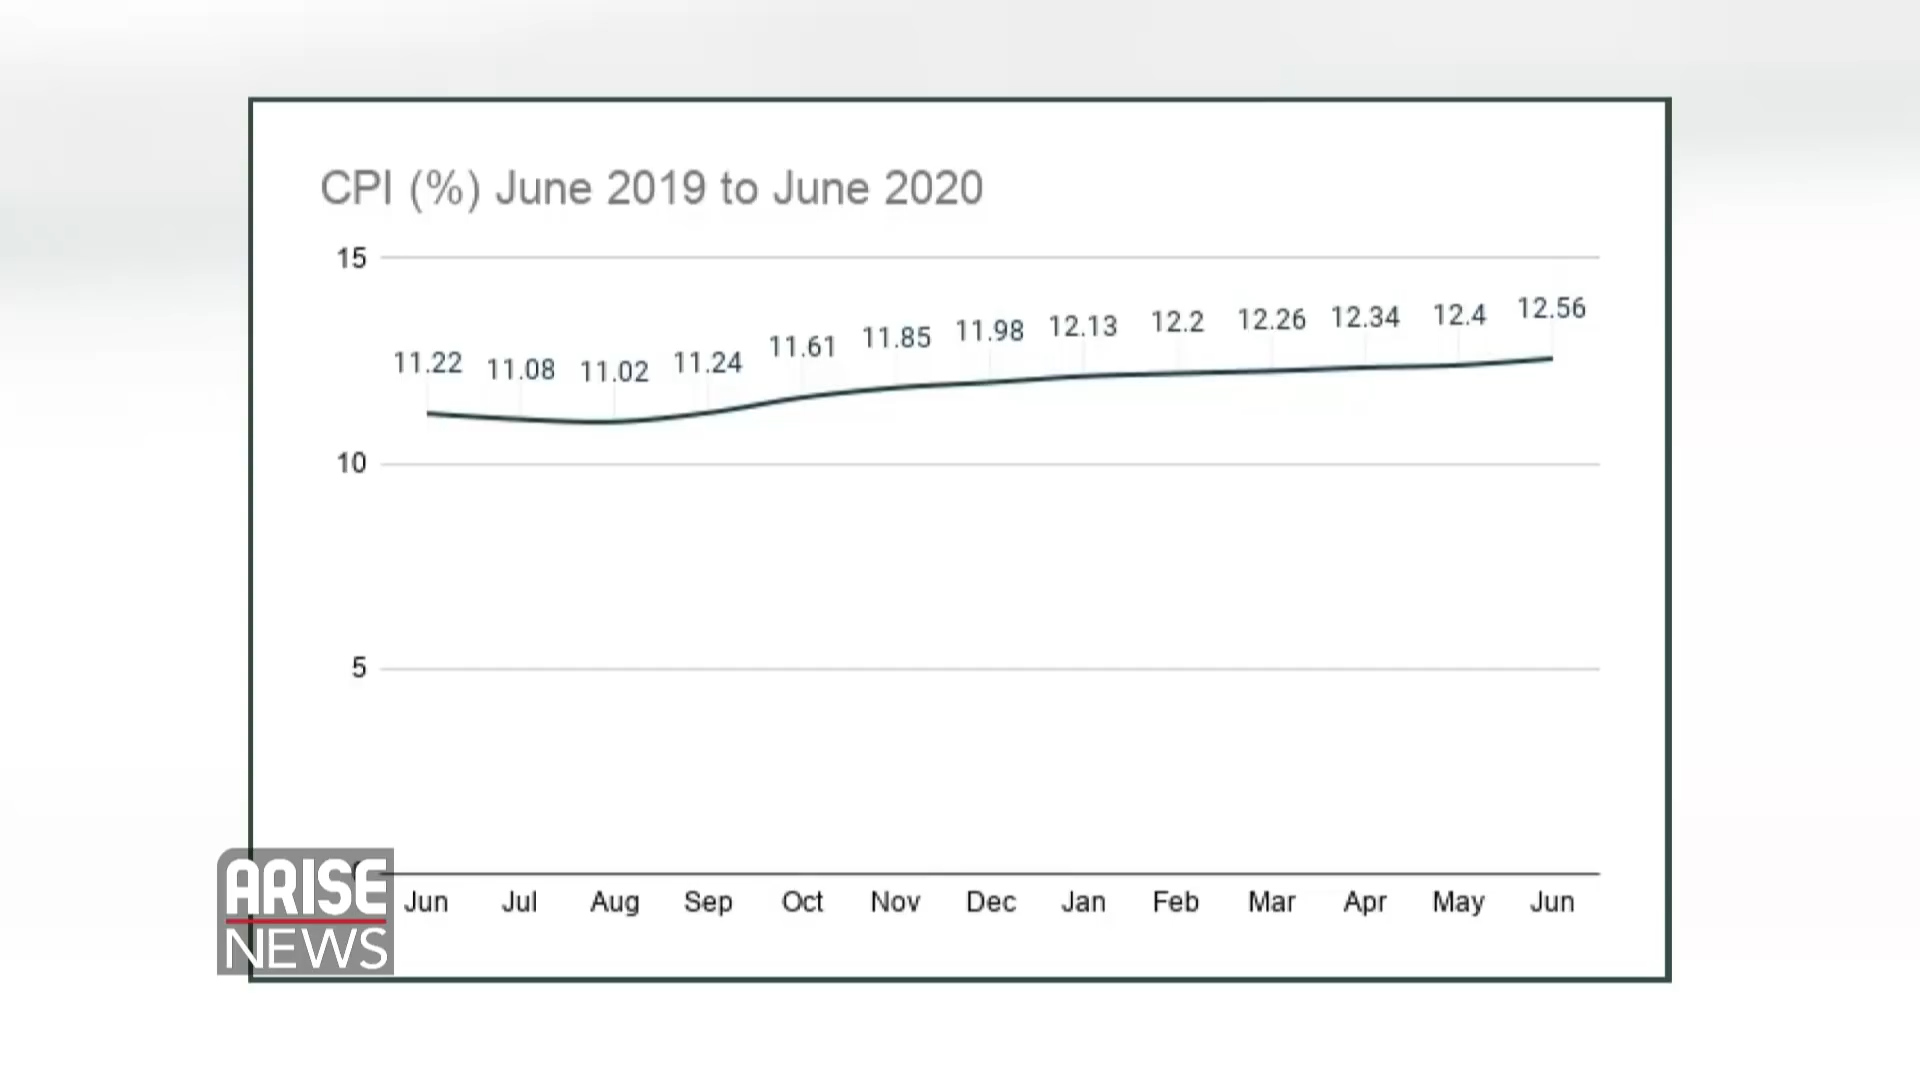 CPI (%) June 2019 to June 2020
15
11.22 11.08 11.02 11.24 11.61 11.85 11.98 12.13 12.2 12.26 12.34 12.4 12.56
10
5
Jun Jul Aug Sep Oct Nov Dec Jan Feb Mar Apr May Jun
ARISE
NEWS